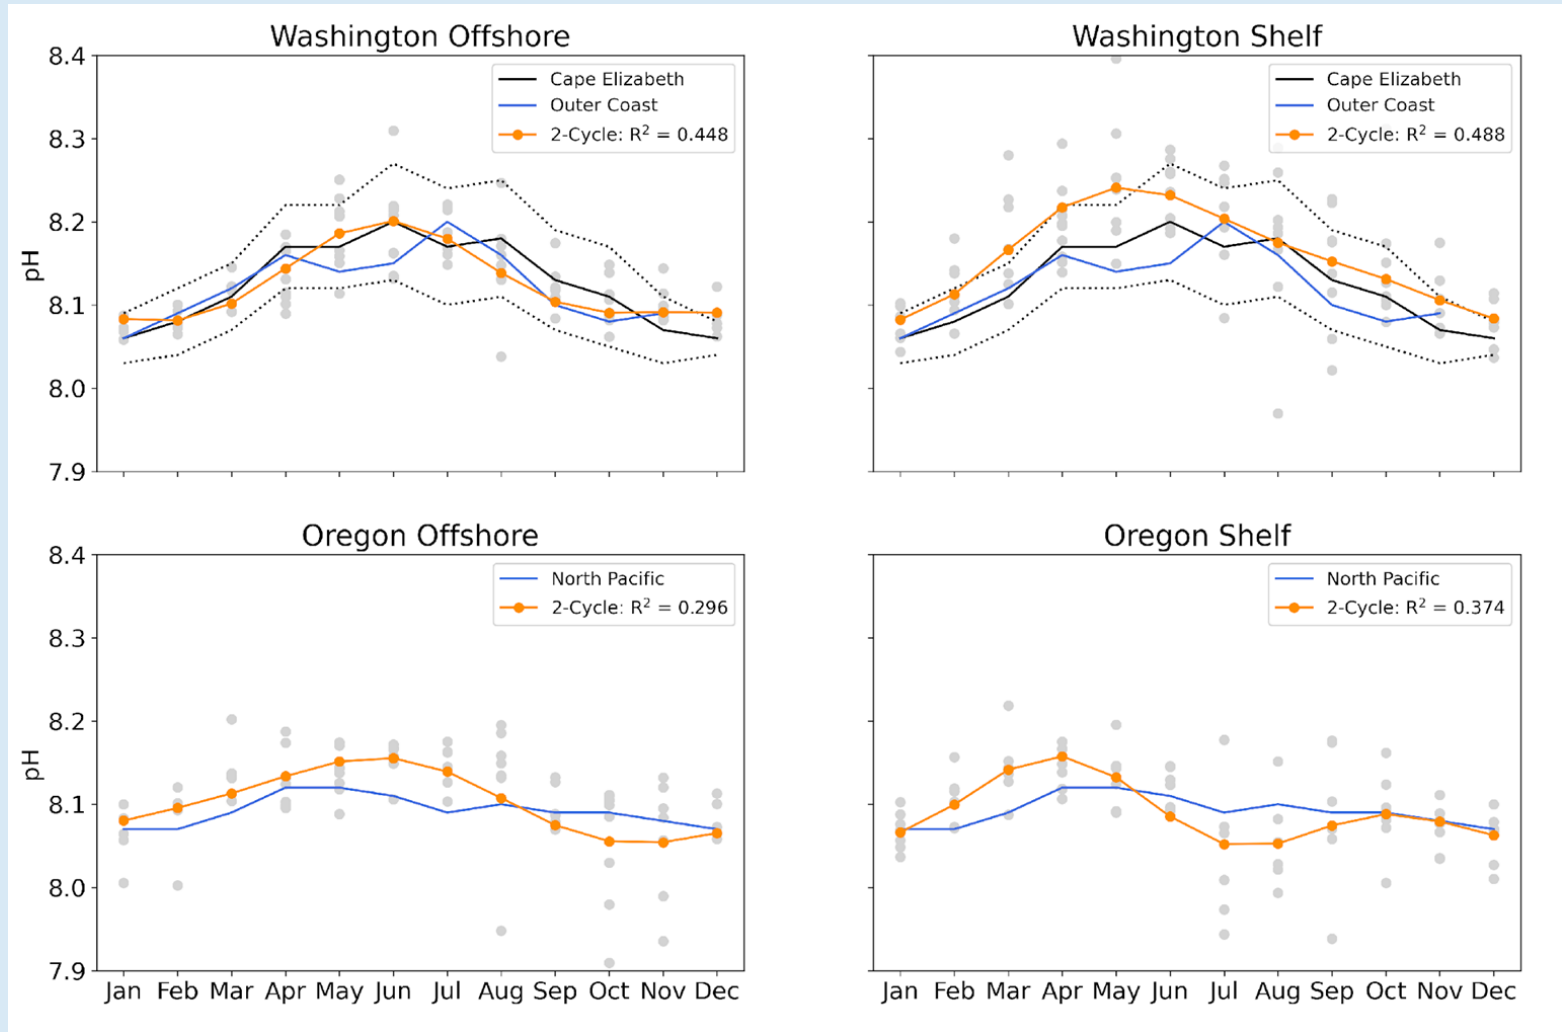 Washington Offshore
8.4
8.3
8.2
8.1
8.0
7.9
pH
Cape Elizabeth
Outer Coast
2-Cycle: R² = 0.448
Washington Shelf
Cape Elizabeth
Outer Coast
2-Cycle: R² = 0.488
Oregon Offshore
8.4
8.3
8.2
8.1
8.0
7.9
pH
North Pacific
2-Cycle: R² = 0.296
Jan Feb Mar Apr May Jun Jul Aug Sep Oct Nov Dec
Oregon Shelf
North Pacific
2-Cycle: R² = 0.374
Jan Feb Mar Apr May Jun Jul Aug Sep Oct Nov Dec